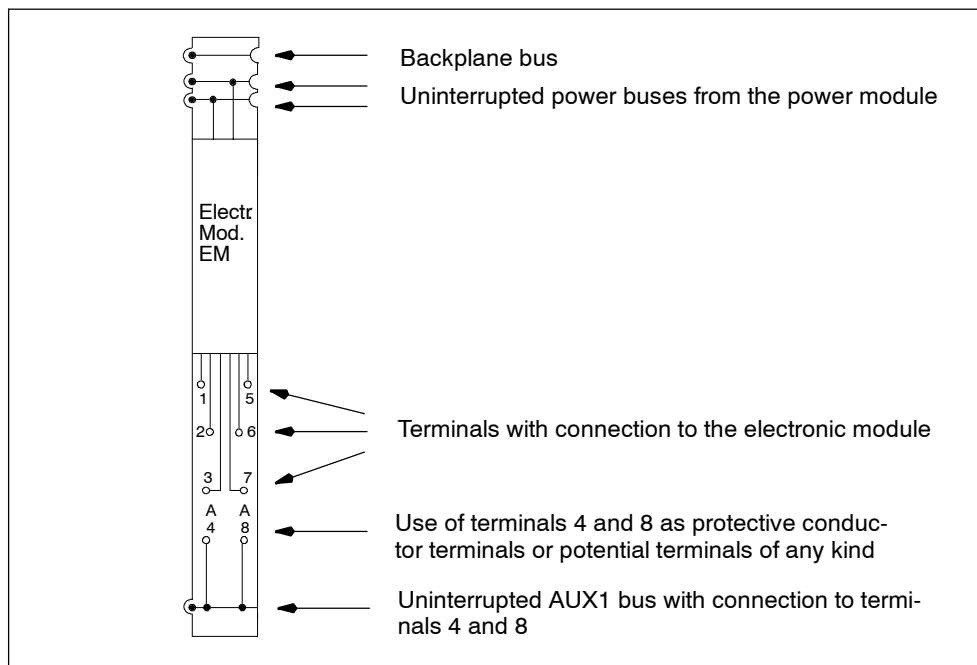 Backplane bus
Uninterrupted power buses from the power module
Electr.
Mod.
EM
1 5
2 6
Terminals with connection to the electronic module
3 7
A A
4 8
Use of terminals 4 and 8 as protective conduc-
tor terminals or potential terminals of any kind
Uninterrupted AUX1 bus with connection to termi-
nals 4 and 8